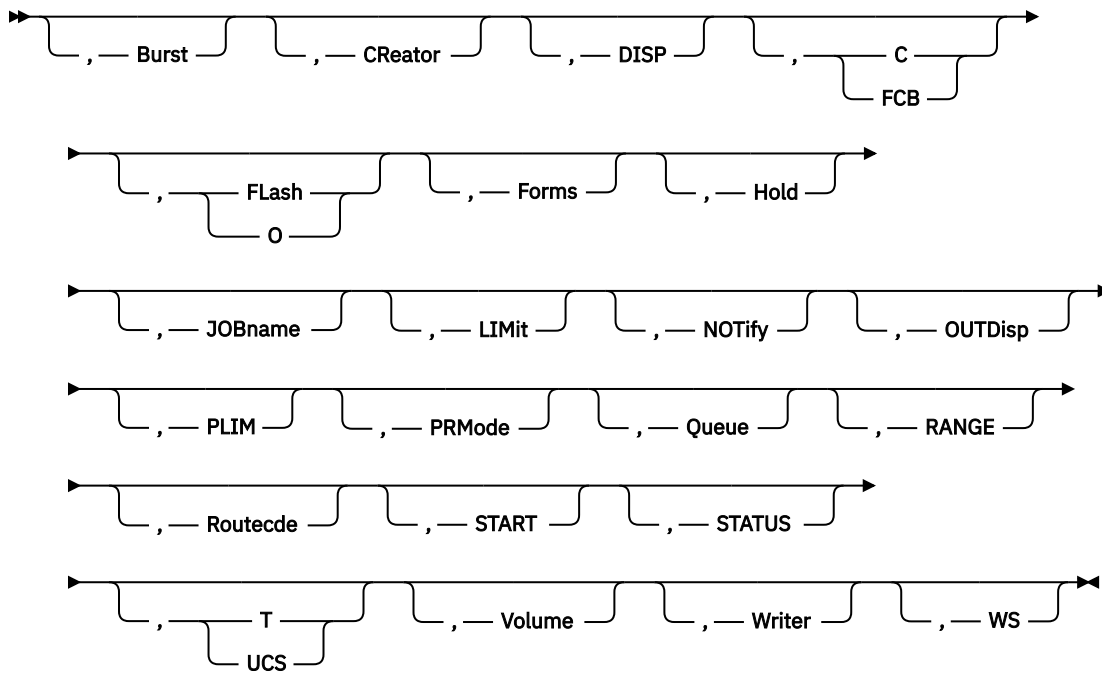 , Burst , CReator , DISP , C
FCB
, FLash , Forms , Hold
O
, JOBname , LIMit , NOTify , OUTDisp
, PLIM , PRMode , Queue , RANGE
, Routecde , START , STATUS
, T , Volume , Writer , WS
UCS